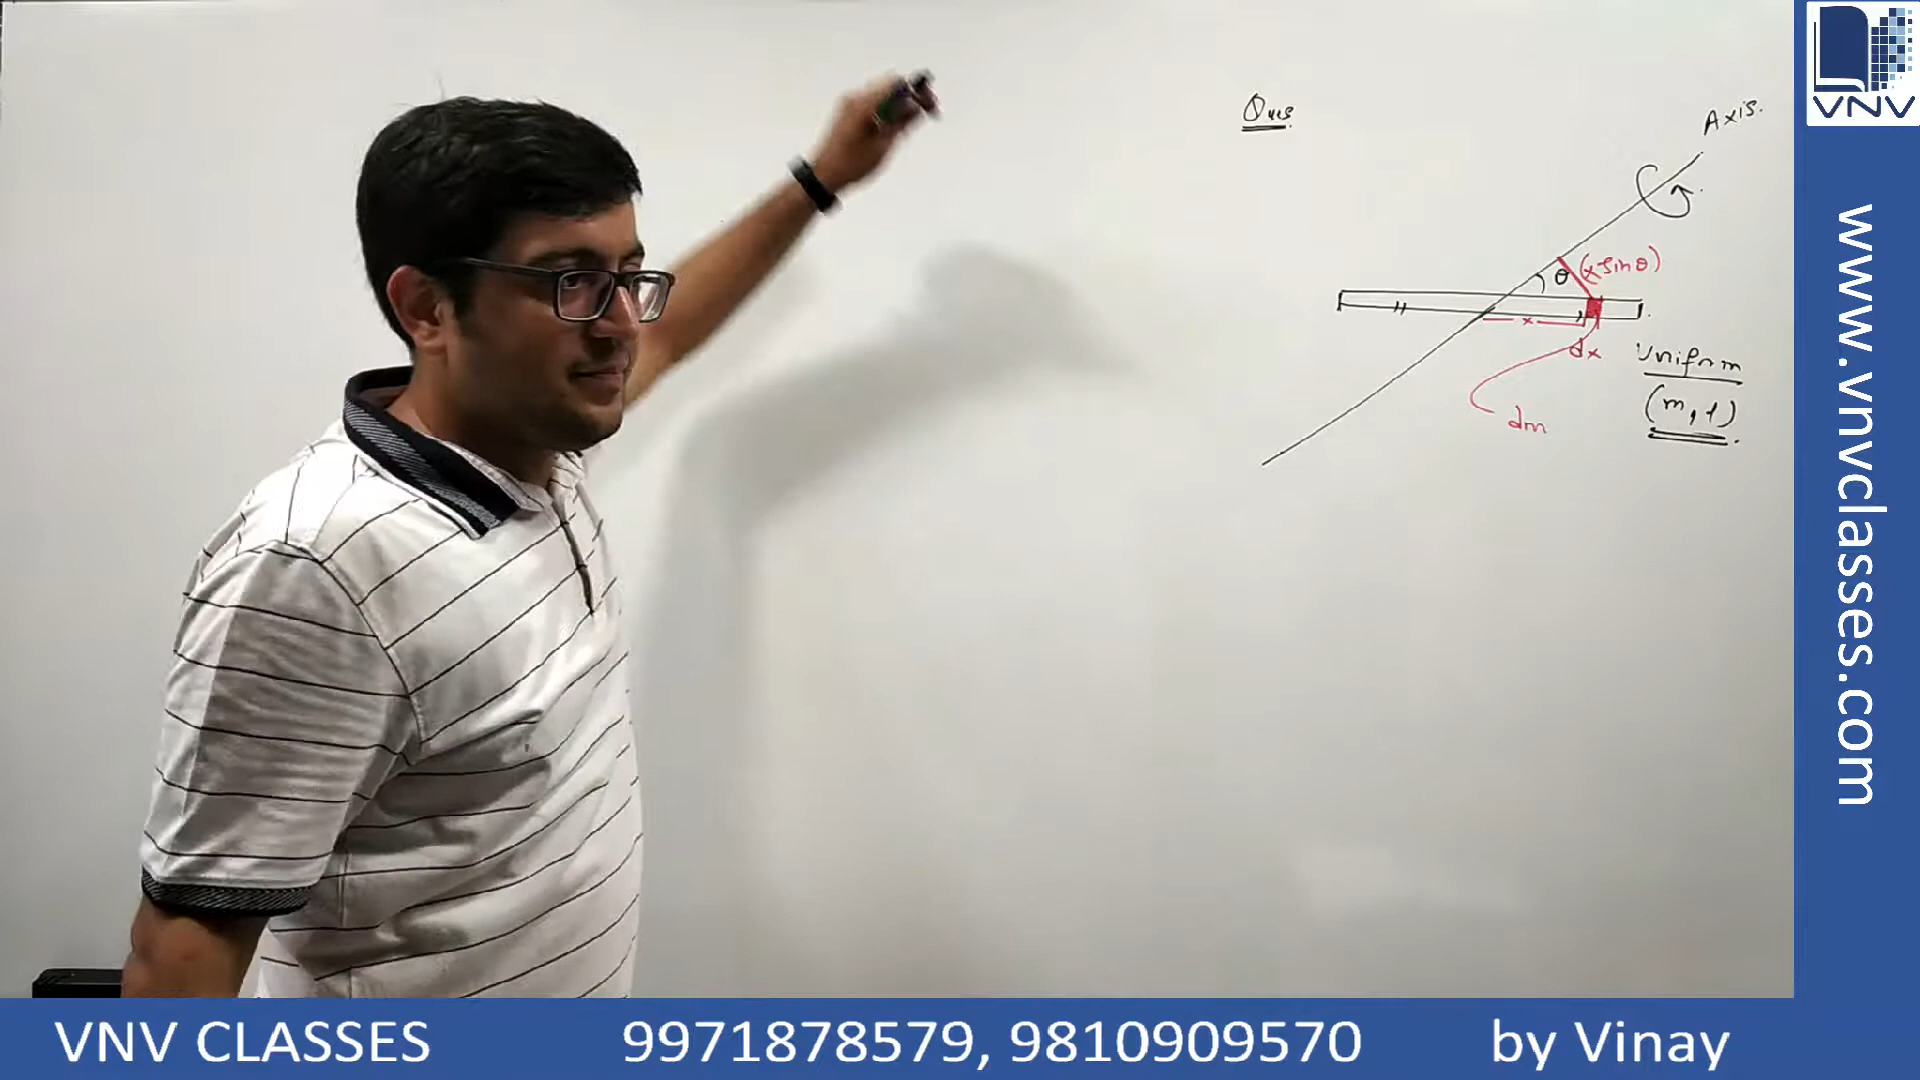 Ques.
Axis.
θ
(x sinθ)
x
dx
Uniform
(m, l)
dm
VNV
www.vnvclasses.com
VNV CLASSES
9971878579, 9810909570
by Vinay